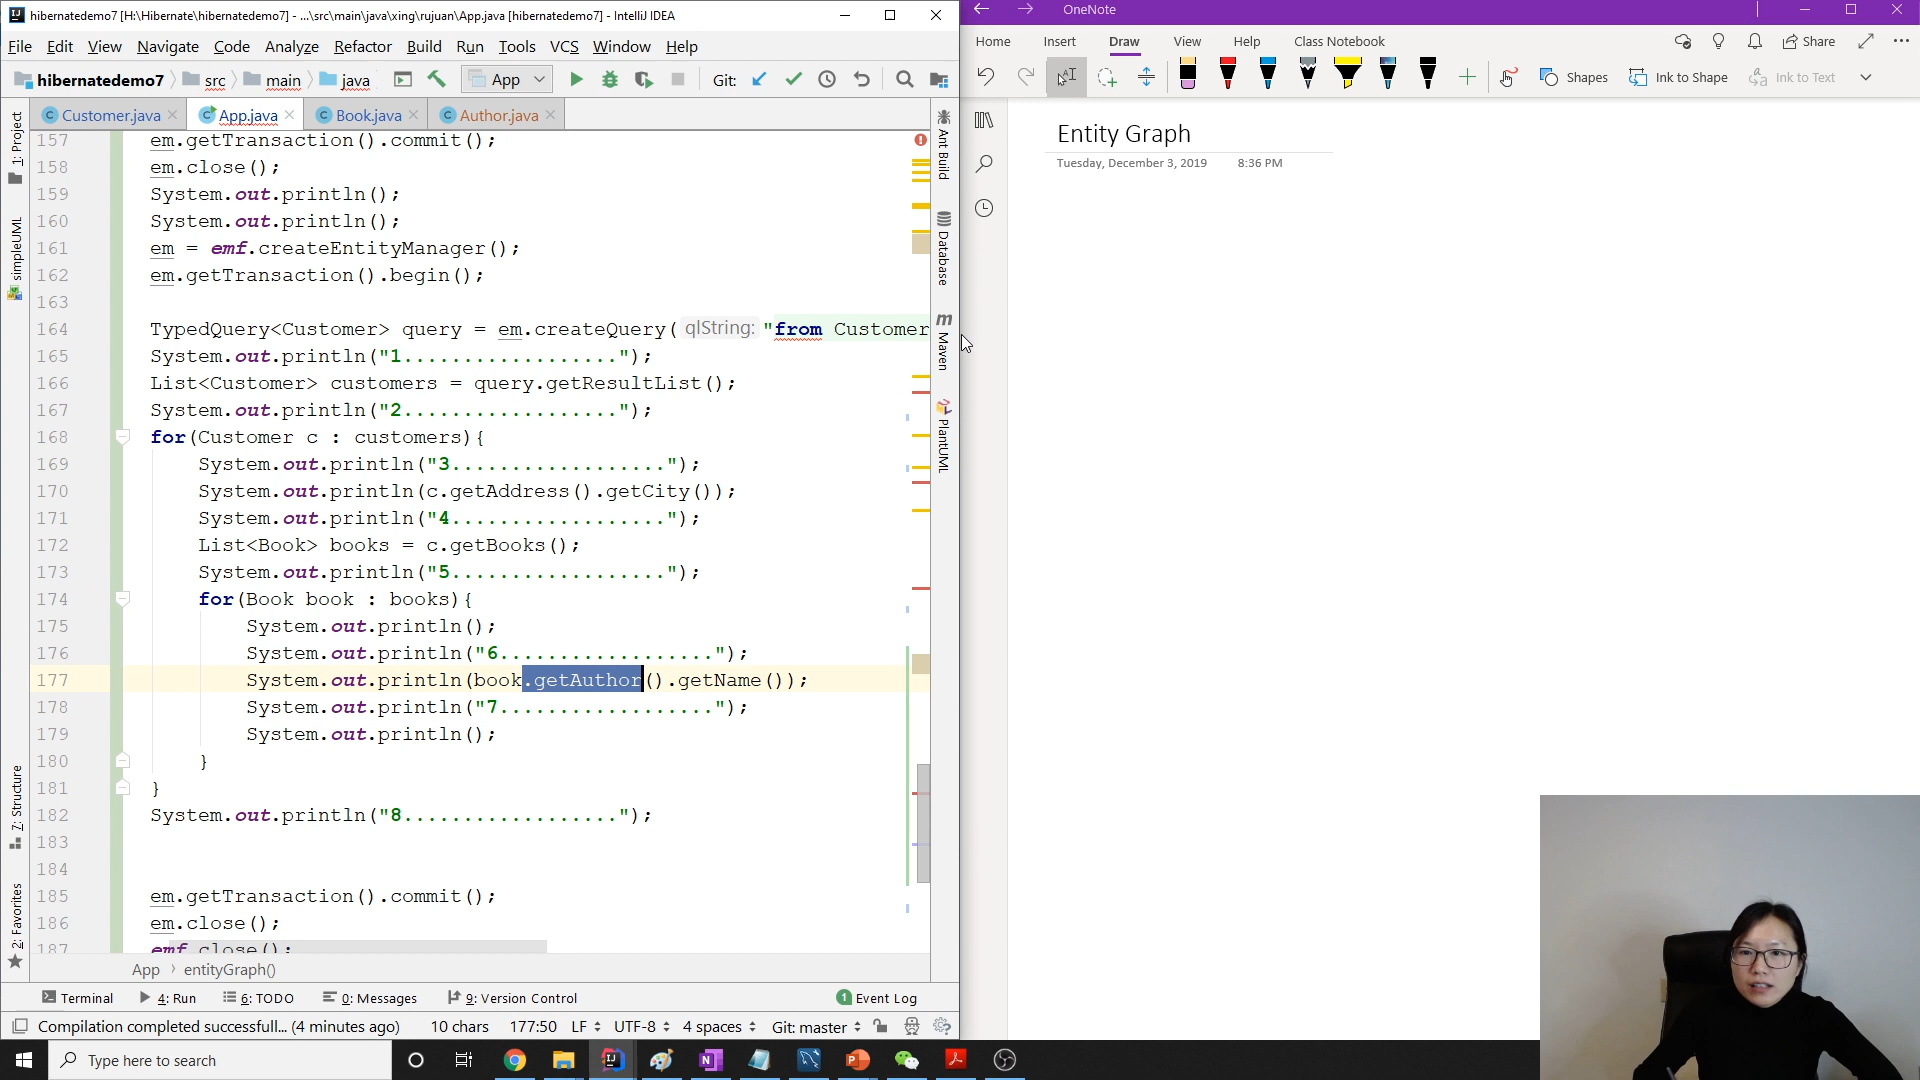 hibernatedemo7 [H:\Hibernate\hibernatedemo7] - ...\src\main\java\xing\rujuan\App.java [hibernatedemo7] - IntelliJ IDEA
File Edit View Navigate Code Analyze Refactor Build Run Tools VCS Window Help
hibernatedemo7 src main java App Git:
Customer.java App.java Book.java Author.java
157 em.getTransaction().commit();
158 em.close();
159 System.out.println();
160 System.out.println();
161 em = emf.createEntityManager();
162 em.getTransaction().begin();
163
164 TypedQuery<Customer> query = em.createQuery( qlString: "from Customer
165 System.out.println("1..................");
166 List<Customer> customers = query.getResultList();
167 System.out.println("2..................");
168 for(Customer c : customers){
169 System.out.println("3..................");
170 System.out.println(c.getAddress().getCity());
171 System.out.println("4..................");
172 List<Book> books = c.getBooks();
173 System.out.println("5..................");
174 for(Book book : books){
175 System.out.println();
176 System.out.println("6..................");
177 System.out.println(book.getAuthor().getName());
178 System.out.println("7..................");
179 System.out.println();
180 }
181 }
182 System.out.println("8..................");
183
184
185 em.getTransaction().commit();
186 em.close();
187 emf.close();
App › entityGraph()
1: Project
simpleUML
7: Structure
2: Favorites
Ant Build
Database
m Maven
PlantUML
Terminal 4: Run 6: TODO 0: Messages 9: Version Control 1 Event Log
Compilation completed successfull... (4 minutes ago) 10 chars 177:50 LF UTF-8 4 spaces Git: master
OneNote
Home Insert Draw View Help Class Notebook Share
Shapes Ink to Shape Ink to Text
Entity Graph
Tuesday, December 3, 2019 8:36 PM
Type here to search